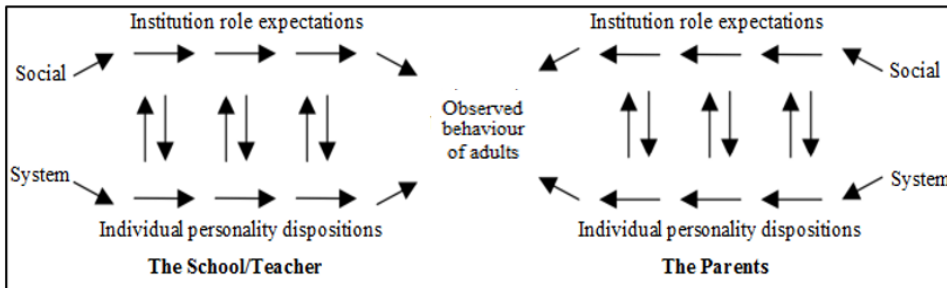 Institution role expectations
Institution role expectations
Social
Social
Observed
behaviour
of adults
System
System
Individual personality dispositions
Individual personality dispositions
The School/Teacher
The Parents